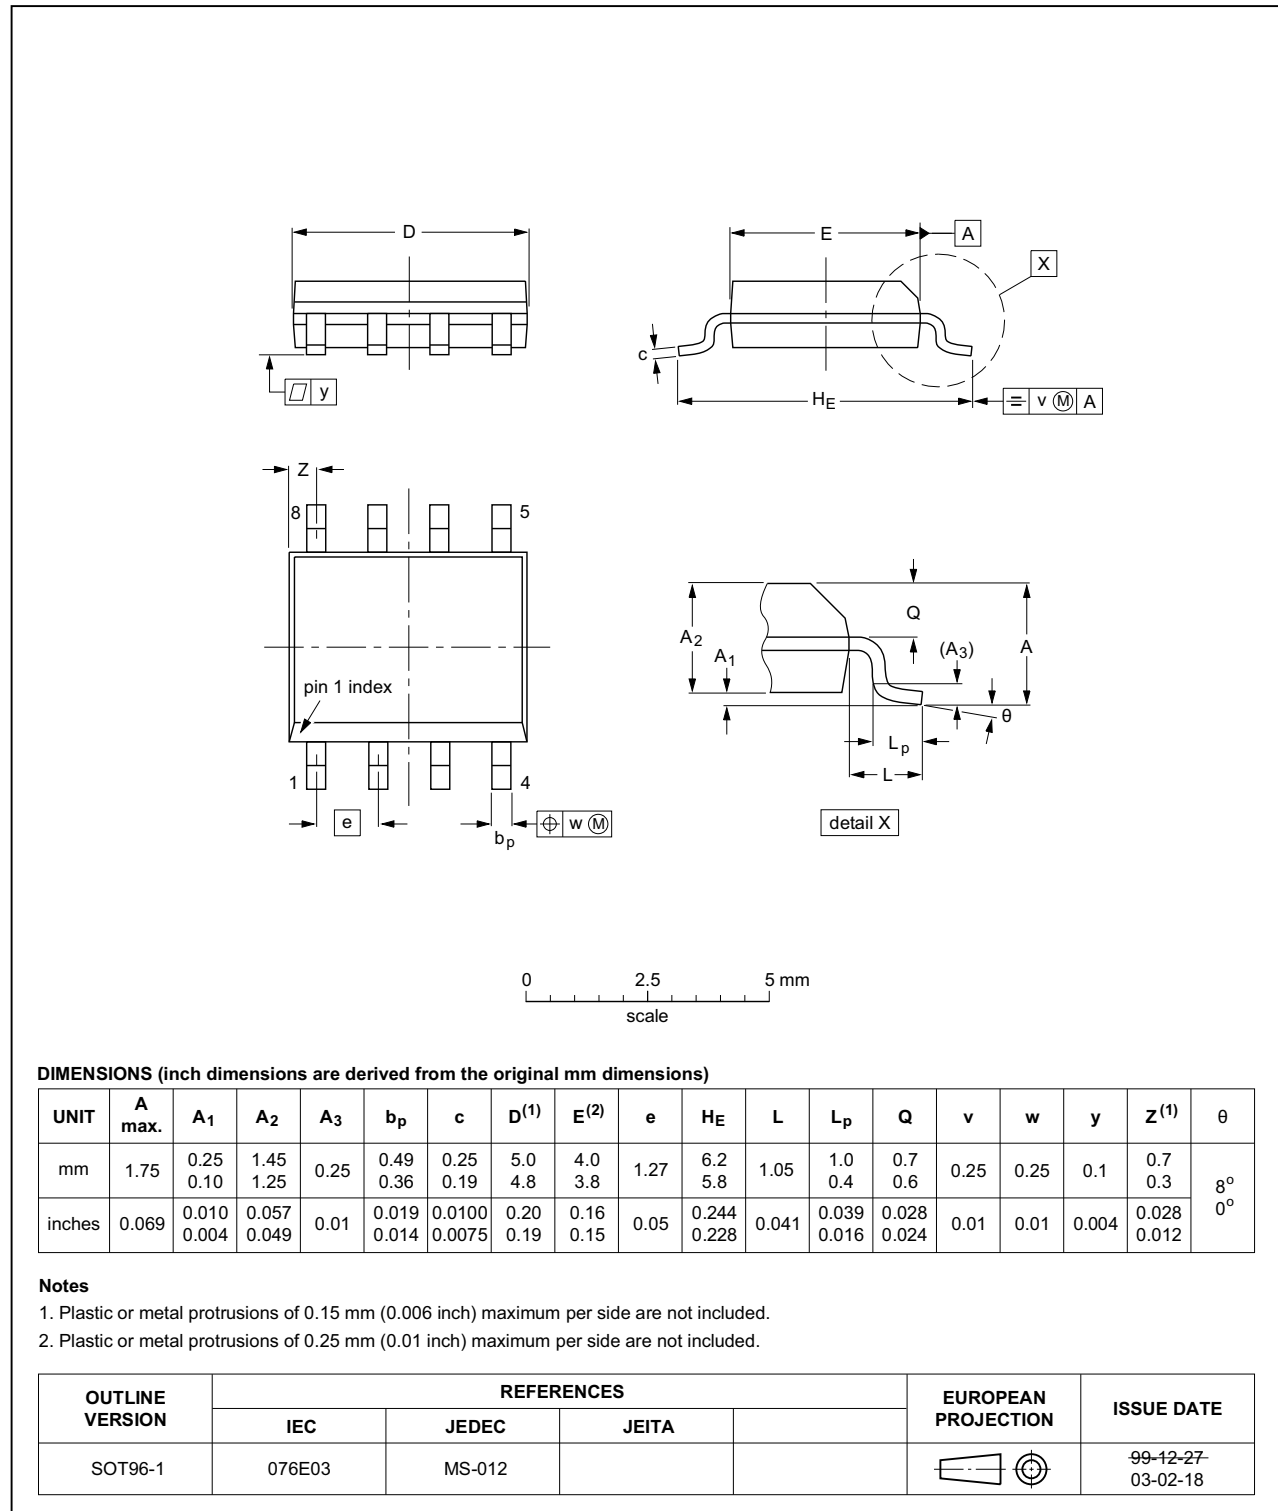 D
E
A
X
c
y
HE
v M A
Z
8
5
pin 1 index
1
4
e
bp
w M
A2
A1
Q
(A3)
A
θ
Lp
L
detail X
0 2.5 5 mm
scale
DIMENSIONS (inch dimensions are derived from the original mm dimensions)
UNIT A max. A1 A2 A3 bp c D(1) E(2) e HE L Lp Q v w y Z(1) θ
mm 1.75 0.25 0.10 1.45 1.25 0.25 0.49 0.36 0.25 0.19 5.0 4.8 4.0 3.8 1.27 6.2 5.8 1.05 1.0 0.4 0.7 0.6 0.25 0.25 0.1 0.7 0.3 8o 0o
inches 0.069 0.010 0.004 0.057 0.049 0.01 0.019 0.014 0.0100 0.0075 0.20 0.19 0.16 0.15 0.05 0.244 0.228 0.041 0.039 0.016 0.028 0.024 0.01 0.01 0.004 0.028 0.012
Notes
1. Plastic or metal protrusions of 0.15 mm (0.006 inch) maximum per side are not included.
2. Plastic or metal protrusions of 0.25 mm (0.01 inch) maximum per side are not included.
OUTLINE VERSION REFERENCES EUROPEAN PROJECTION ISSUE DATE
IEC JEDEC JEITA
SOT96-1 076E03 MS-012 99-12-27
03-02-18